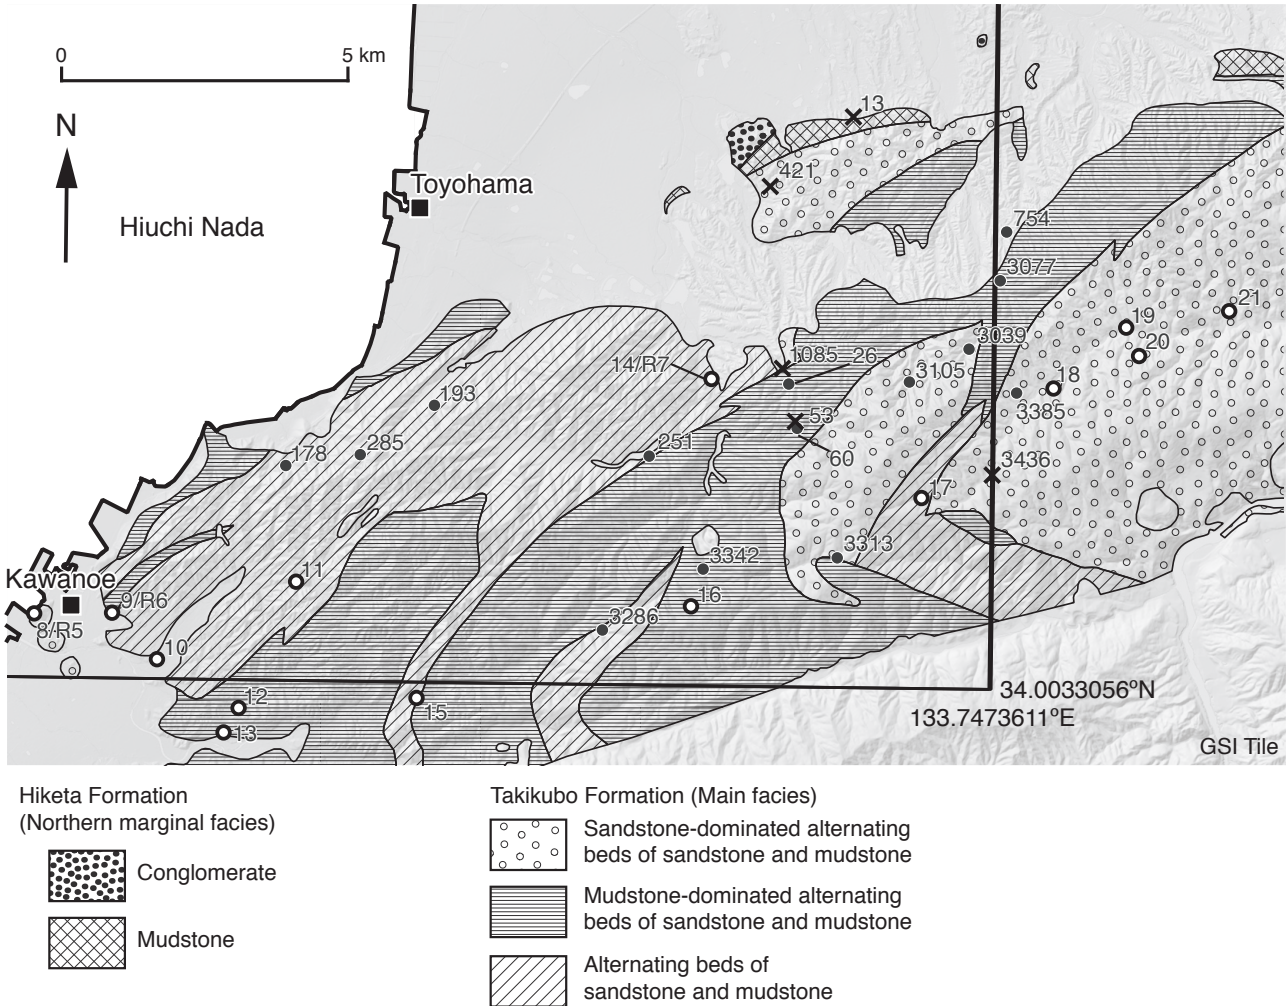 0
5 km
N
Hiuchi Nada
Toyohama
13
421
754
3077
21
19
20
3039
1085
26
14/R7
3105
18
3385
193
53
251
60
285
178
3436
17
3313
3342
11
16
Kawanoe
9/R6
8/R5
3286
10
12
13
15
34.0033056ºN
133.7473611ºE
GSI Tile
Hiketa Formation
(Northern marginal facies)
Conglomerate
Mudstone
Takikubo Formation (Main facies)
Sandstone-dominated alternating
beds of sandstone and mudstone
Mudstone-dominated alternating
beds of sandstone and mudstone
Alternating beds of
sandstone and mudstone